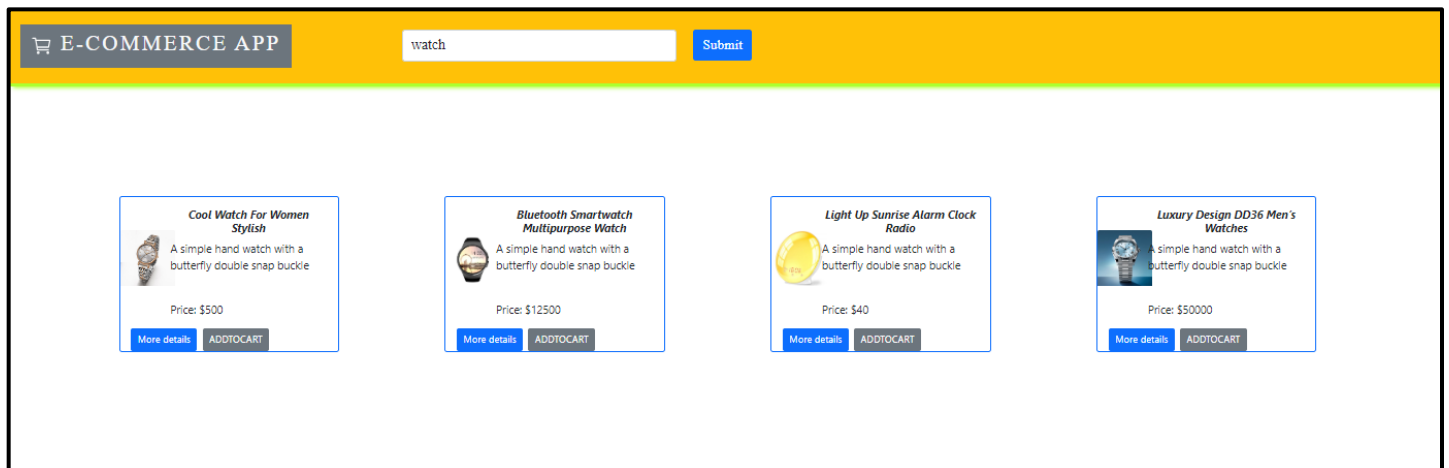 E-COMMERCE APP
watch
Submit
Cool Watch For Women
Stylish
A simple hand watch with a
butterfly double snap buckle
Price: $500
More details
ADDTOCART
Bluetooth Smartwatch
Multipurpose Watch
A simple hand watch with a
butterfly double snap buckle
Price: $12500
More details
ADDTOCART
Light Up Sunrise Alarm Clock
Radio
A simple hand watch with a
butterfly double snap buckle
Price: $40
More details
ADDTOCART
Luxury Design DD36 Men's
Watches
A simple hand watch with a
butterfly double snap buckle
Price: $50000
More details
ADDTOCART